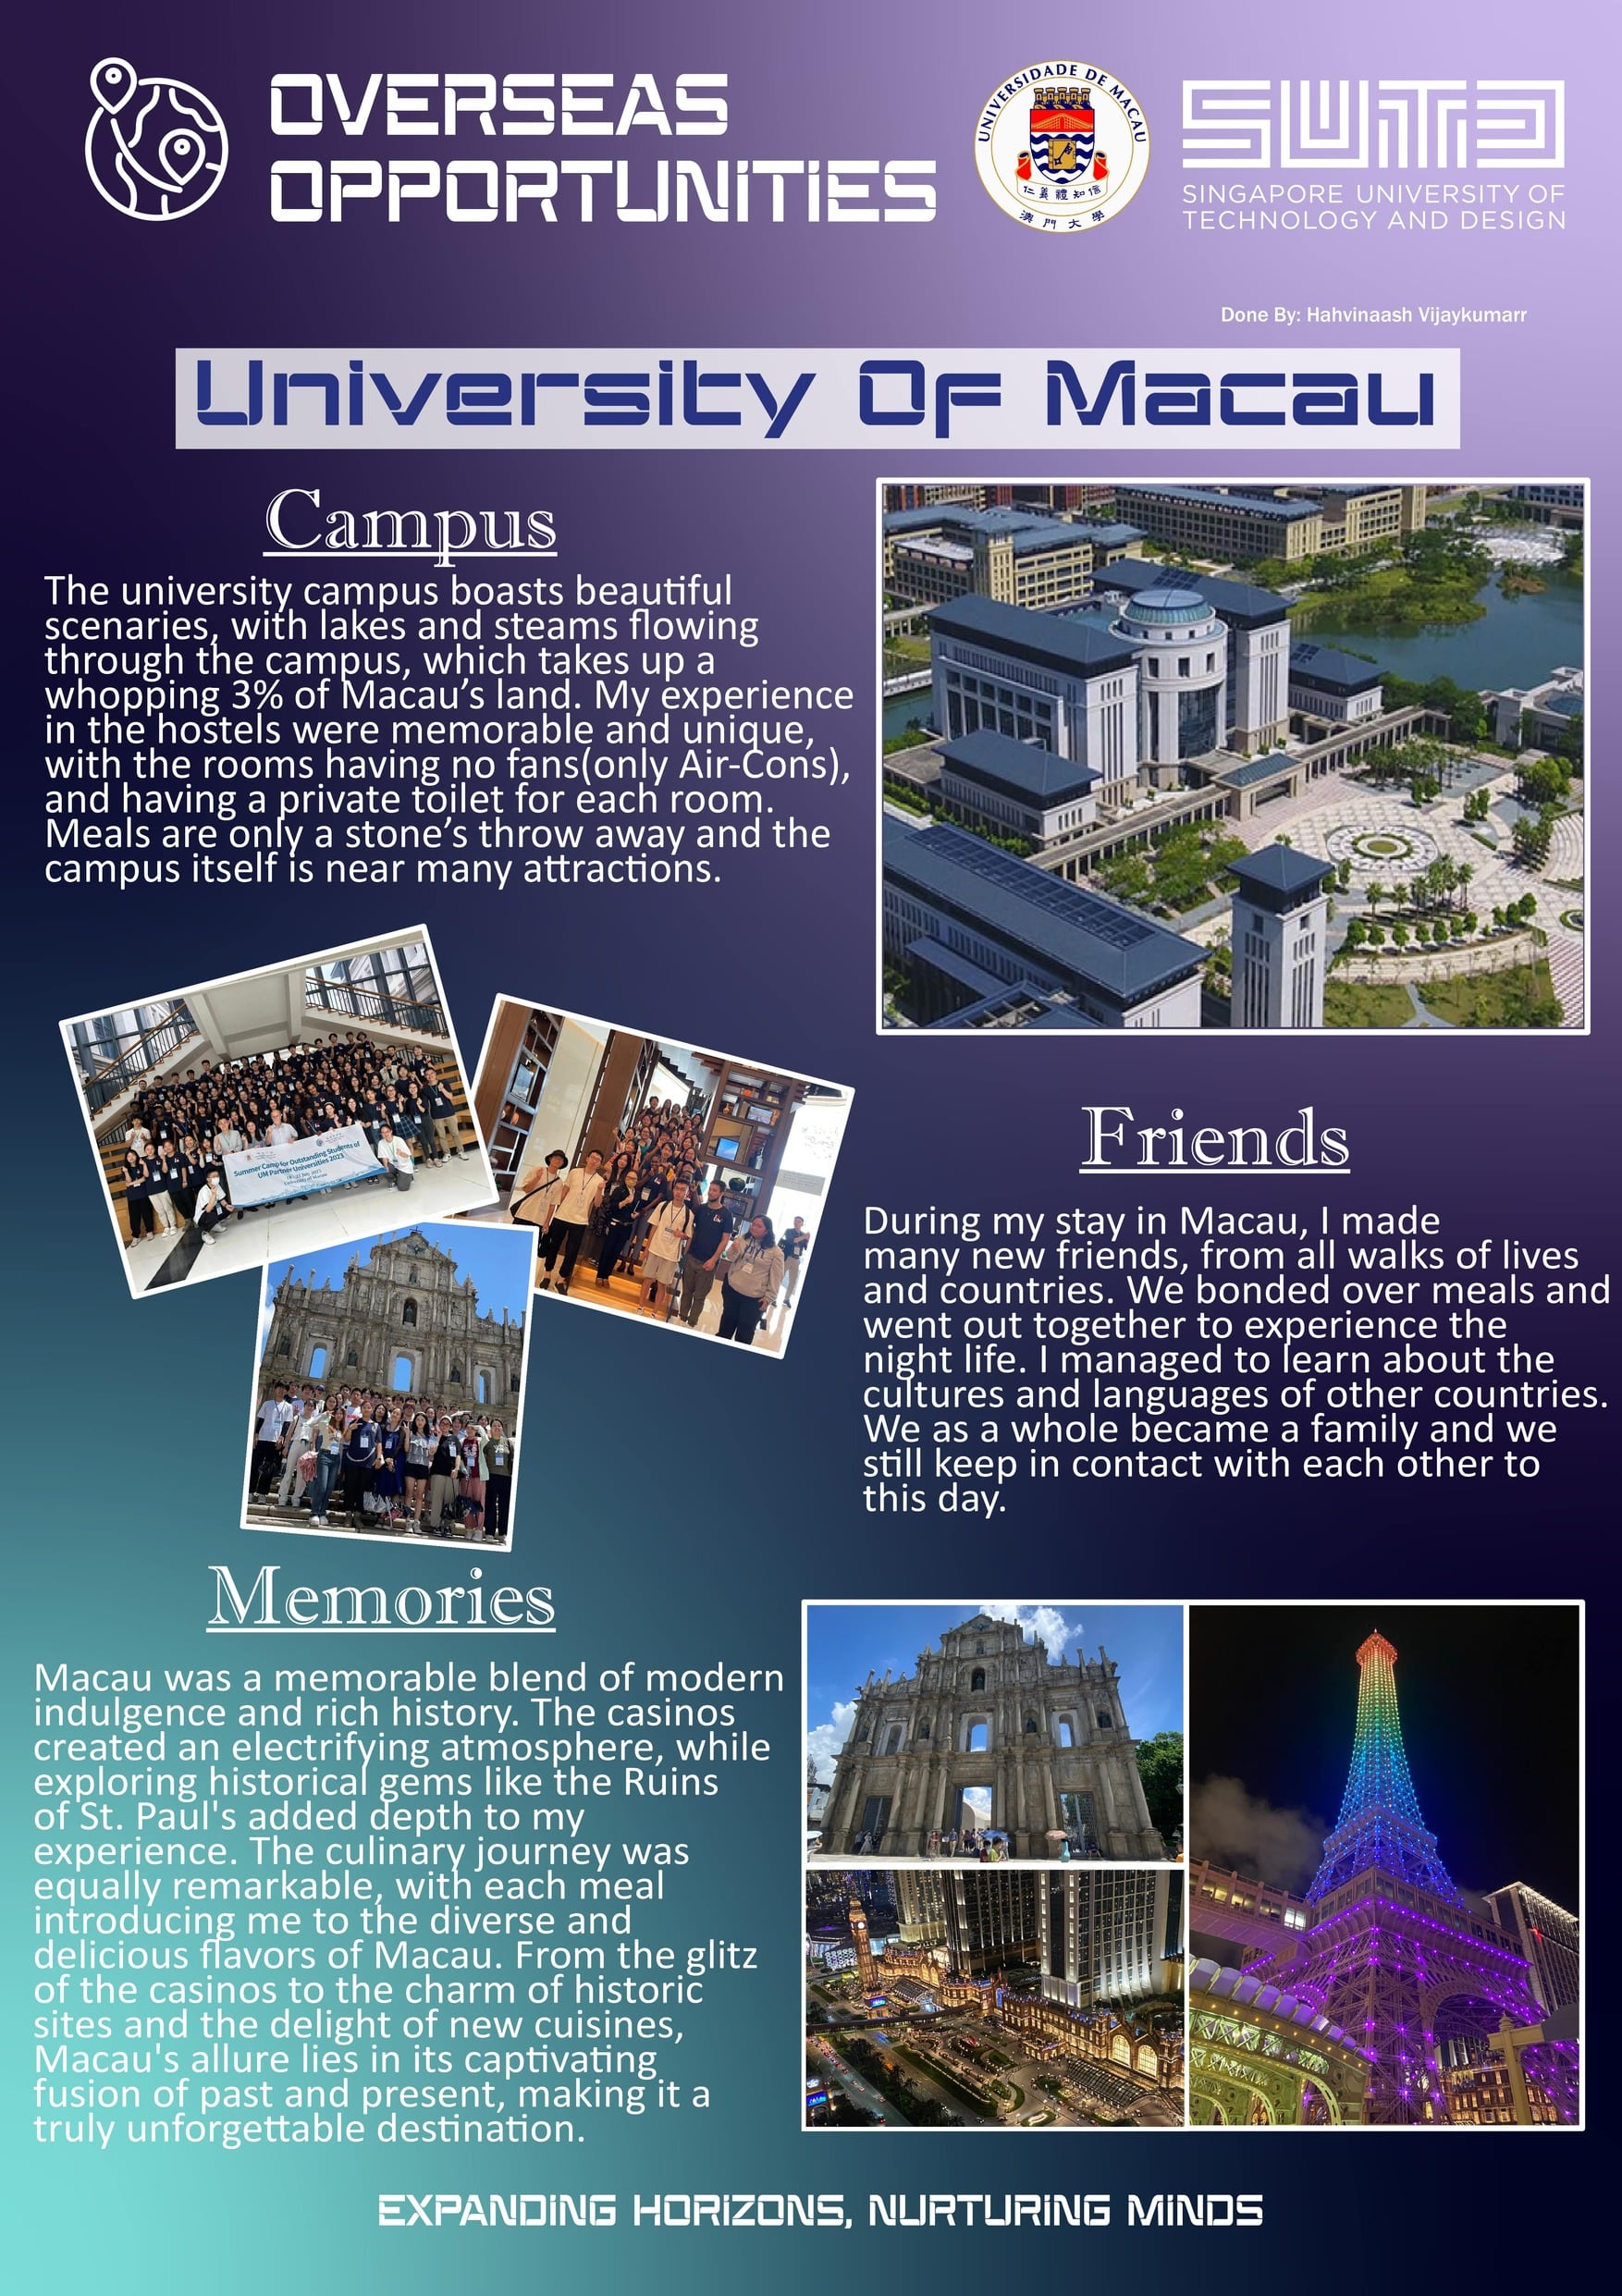 OVERSEAS
OPPORTUNITIES
UNIVERSIDADE DE MACAU
仁義禮知信
澳門大學
SUTD
SINGAPORE UNIVERSITY OF
TECHNOLOGY AND DESIGN
Done By: Hahvinaash Vijaykumarr
University Of Macau
Campus
The university campus boasts beautiful
scenaries, with lakes and steams flowing
through the campus, which takes up a
whopping 3% of Macau’s land. My experience
in the hostels were memorable and unique,
with the rooms having no fans(only Air-Cons),
and having a private toilet for each room.
Meals are only a stone’s throw away and the
campus itself is near many attractions.
Summer Camp for Outstanding Students of
UM Partner Universities 2023
University of Macau
Friends
During my stay in Macau, I made
many new friends, from all walks of lives
and countries. We bonded over meals and
went out together to experience the
night life. I managed to learn about the
cultures and languages of other countries.
We as a whole became a family and we
still keep in contact with each other to
this day.
Memories
Macau was a memorable blend of modern
indulgence and rich history. The casinos
created an electrifying atmosphere, while
exploring historical gems like the Ruins
of St. Paul's added depth to my
experience. The culinary journey was
equally remarkable, with each meal
introducing me to the diverse and
delicious flavors of Macau. From the glitz
of the casinos to the charm of historic
sites and the delight of new cuisines,
Macau's allure lies in its captivating
fusion of past and present, making it a
truly unforgettable destination.
EXPANDING HORIZONS, NURTURING MINDS